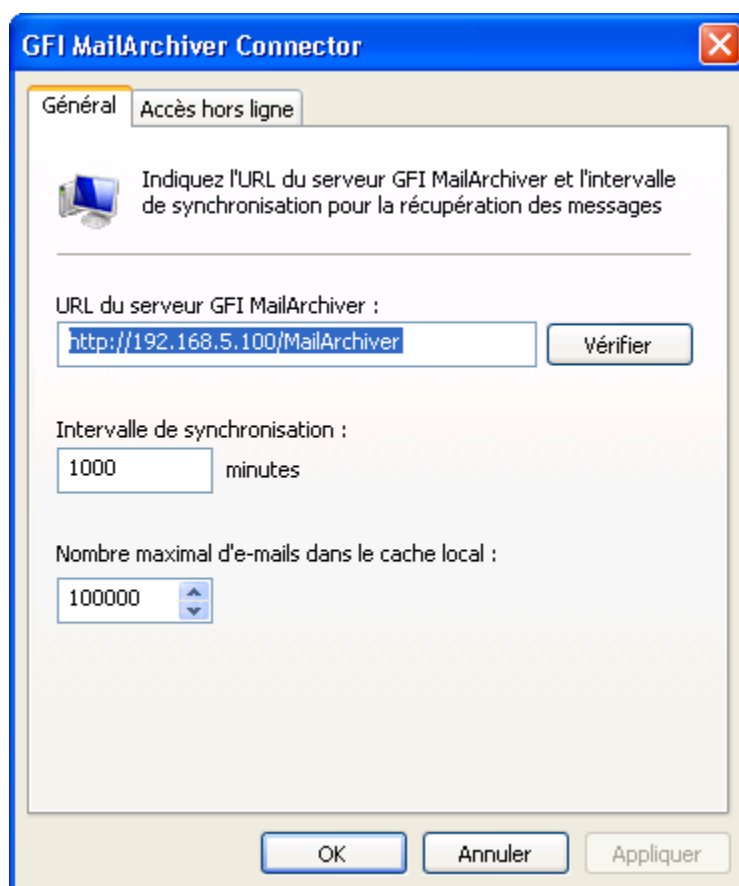 GFI MailArchiver Connector
Général
Accès hors ligne
Indiquez l'URL du serveur GFI MailArchiver et l'intervalle
de synchronisation pour la récupération des messages
URL du serveur GFI MailArchiver :
http://192.168.5.100/MailArchiver
Vérifier
Intervalle de synchronisation :
1000
minutes
Nombre maximal d'e-mails dans le cache local :
100000
OK
Annuler
Appliquer